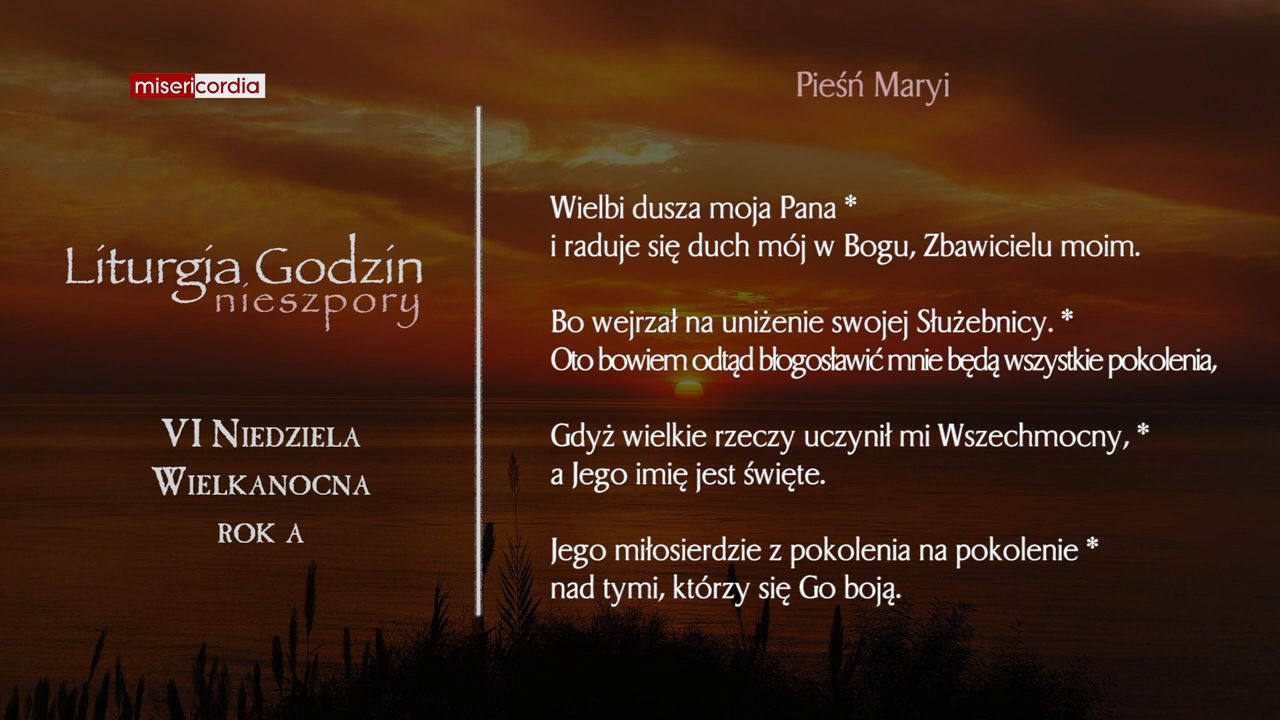 misericordia
Liturgia Godzin
nieszpory
VI Niedziela
Wielkanocna
rok A
Pieśń Maryi
Wielbi dusza moja Pana *
i raduje się duch mój w Bogu, Zbawicielu moim.
Bo wejrzał na uniżenie swojej Służebnicy. *
Oto bowiem odtąd błogosławić mnie będą wszystkie pokolenia,
Gdyż wielkie rzeczy uczynił mi Wszechmocny, *
a Jego imię jest święte.
Jego miłosierdzie z pokolenia na pokolenie *
nad tymi, którzy się Go boją.